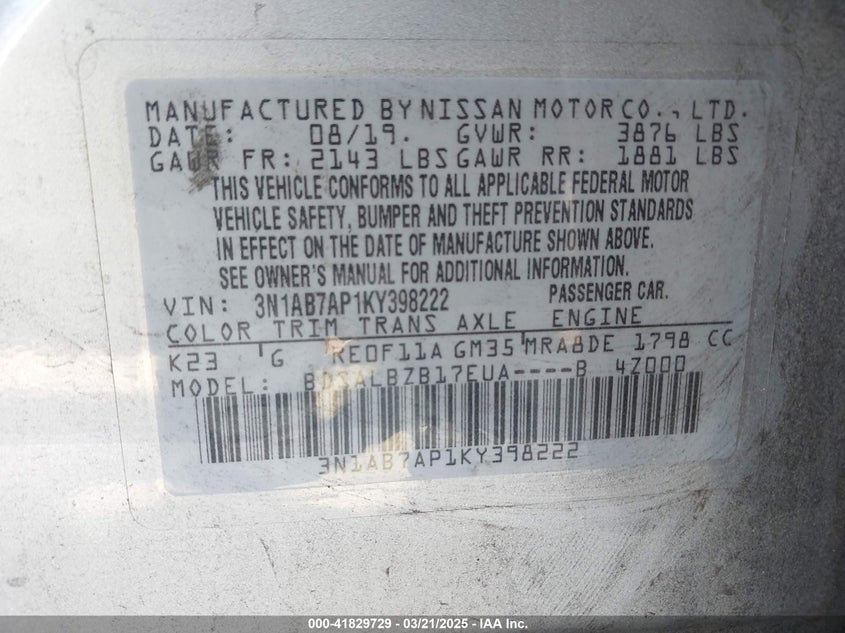 MANUFACTURED BY NISSAN MOTOR CO., LTD.
DATE: 08/19. GVWR: 3876 LBS
GAWR FR: 2143 LBS GAWR RR: 1881 LBS
THIS VEHICLE CONFORMS TO ALL APPLICABLE FEDERAL MOTOR
VEHICLE SAFETY, BUMPER AND THEFT PREVENTION STANDARDS
IN EFFECT ON THE DATE OF MANUFACTURE SHOWN ABOVE.
SEE OWNER'S MANUAL FOR ADDITIONAL INFORMATION.
VIN: 3N1AB7AP1KY398222 PASSENGER CAR.
COLOR TRIM TRANS AXLE ENGINE
K23 G RE0F11A GM35 MRA8DE 1798 CC
MODEL: BDSALBZB17EUA----B 4Z000
3N1AB7AP1KY398222
000-41829729 - 03/21/2025 - IAAI.com